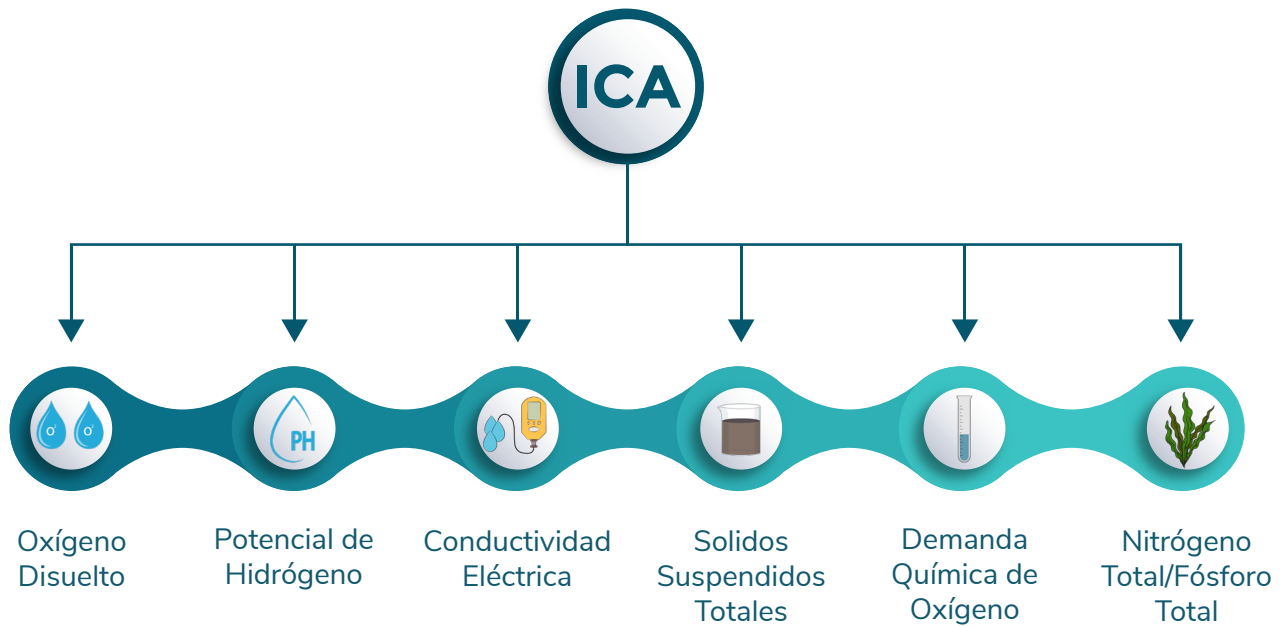 ICA
O
O
PH
Oxígeno
Disuelto
Potencial de
Hidrógeno
Conductividad
Eléctrica
Solidos
Suspendidos
Totales
Demanda
Química de
Oxígeno
Nitrógeno
Total/Fósforo
Total